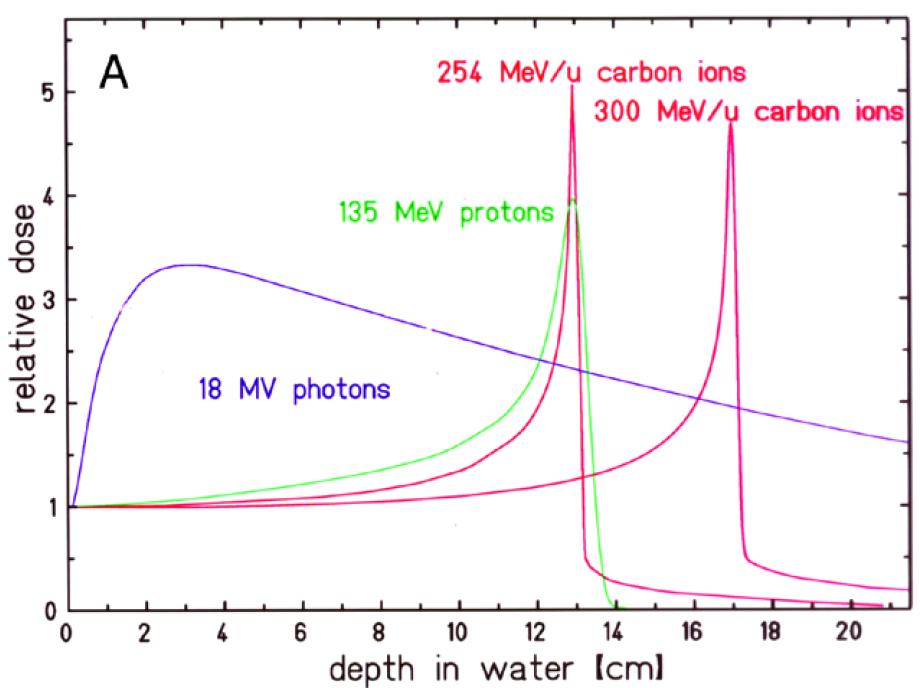 A
254 MeV/u carbon ions
300 MeV/u carbon ions
135 MeV protons
18 MV photons
relative dose
5
4
3
2
1
0
0 2 4 6 8 10 12 14 16 18 20
depth in water [cm]